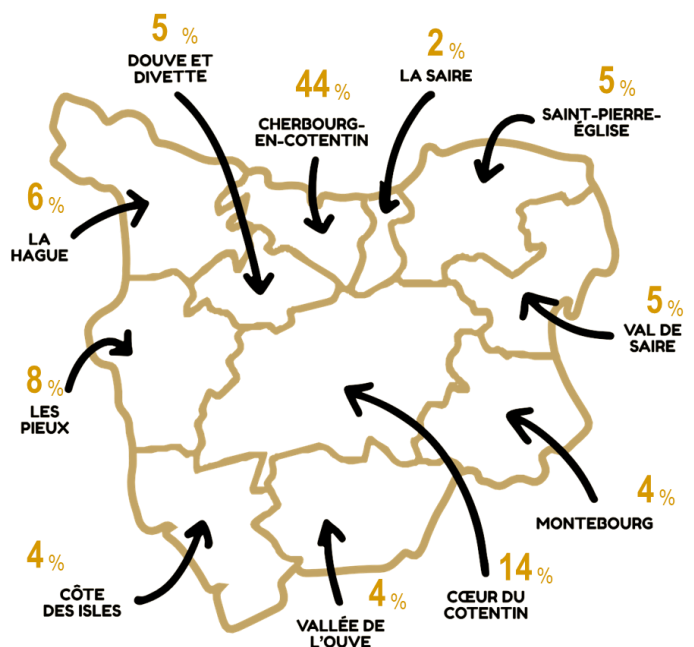 5 %
DOUVE ET
DIVETTE
44 %
CHERBOURG-
EN-COTENTIN
2 %
LA SAIRE
5 %
SAINT-PIERRE-
ÉGLISE
6 %
LA
HAGUE
5 %
VAL DE
SAIRE
8 %
LES
PIEUX
4 %
MONTEBOURG
4 %
CÔTE
DES ISLES
4 %
VALLÉE DE
L'OUVE
14 %
CŒUR DU
COTENTIN